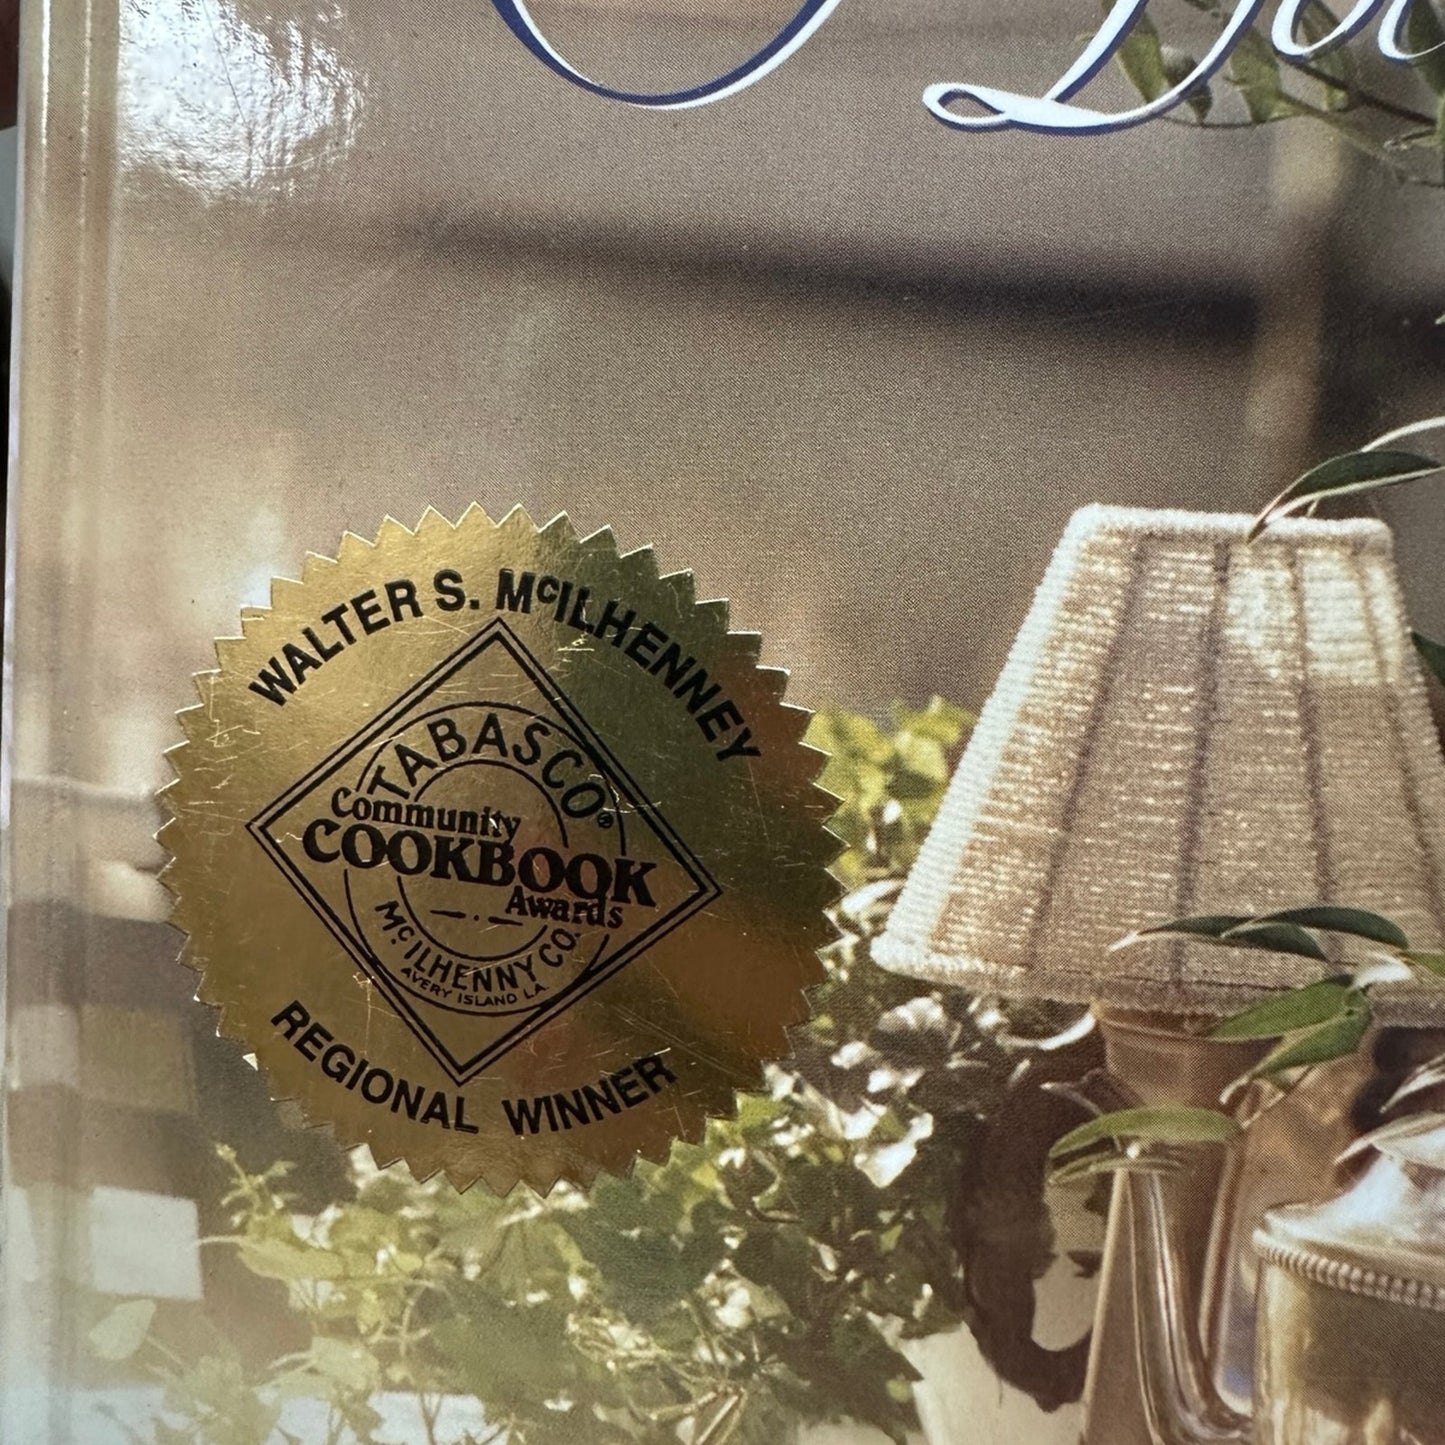 WALTER S. McILHENNEY
TABASCO®
Community
COOKBOOK
Awards
McILHENNY CO.
AVERY ISLAND LA.
REGIONAL WINNER